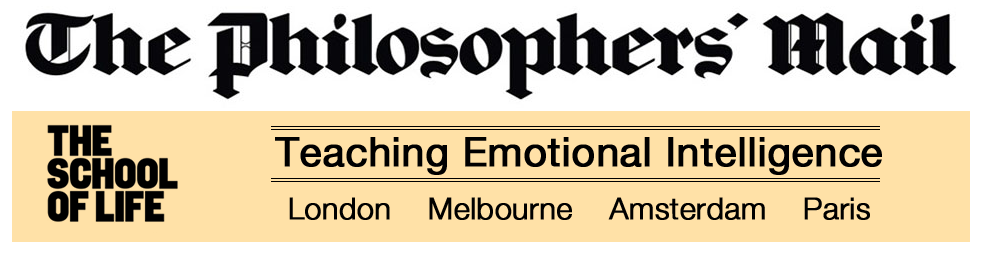 The Philosophers' Mail
THE
SCHOOL
OF LIFE
Teaching Emotional Intelligence
London Melbourne Amsterdam Paris